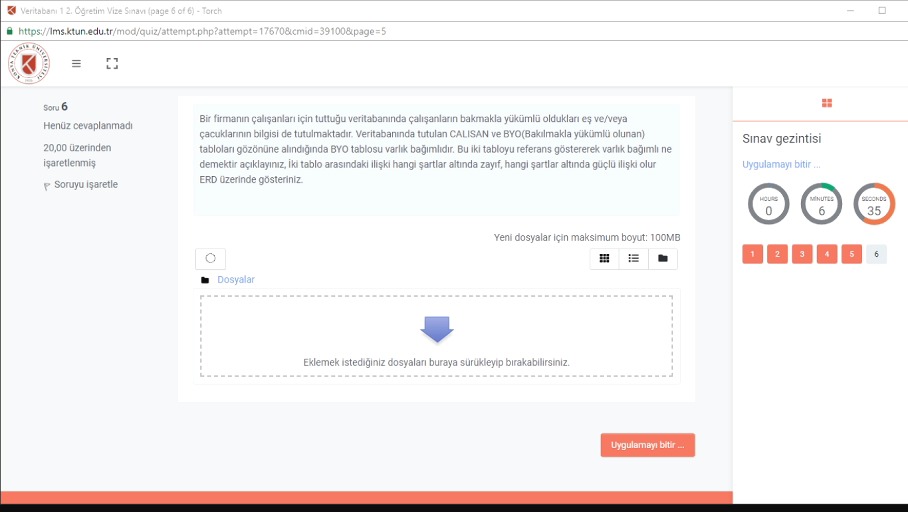 Veritabanı 1 2. Öğretim Vize Sınavı (page 6 of 6) - Torch
https://lms.ktun.edu.tr/mod/quiz/attempt.php?attempt=17670&cmid=39100&page=5
Soru 6
Henüz cevaplanmadı
20,00 üzerinden
işaretlenmiş
Soruyu işaretle
Bir firmanın çalışanları için tuttuğu veritabanında çalışanların bakmakla yükümlü oldukları eş ve/veya
çacuklarının bilgisi de tutulmaktadır. Veritabanında tutulan CALISAN ve BYO(Bakılmakla yükümlü olunan)
tabloları gözönüne alındığında BYO tablosu varlık bağımlıdır. Bu iki tabloyu referans göstererek varlık bağımlı ne
demektir açıklayınız, İki tablo arasındaki ilişki hangi şartlar altında zayıf, hangi şartlar altında güçlü ilişki olur
ERD üzerinde gösteriniz.
Yeni dosyalar için maksimum boyut: 100MB
Dosyalar
Eklemek istediğiniz dosyaları buraya sürükleyip bırakabilirsiniz.
Uygulamayı bitir ...
Sınav gezintisi
Uygulamayı bitir ...
HOURS
0
MINUTES
6
SECONDS
35
1 2 3 4 5 6